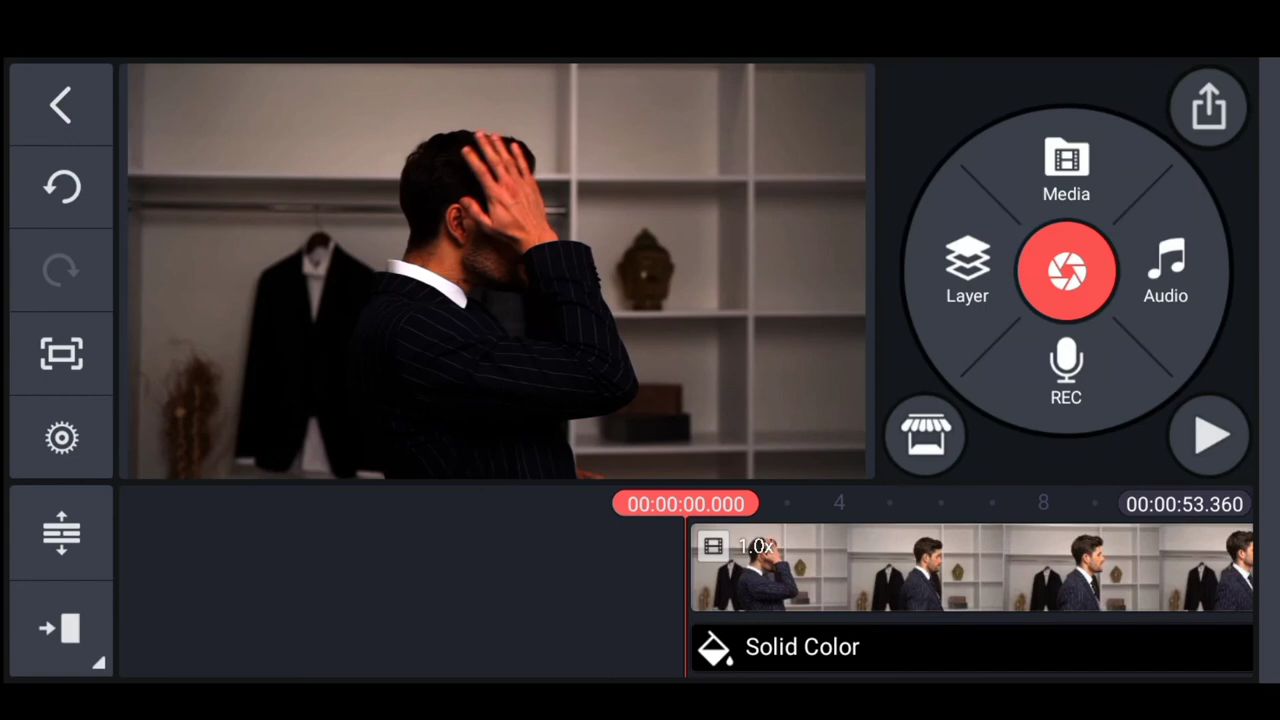 Media
Layer
Audio
REC
00:00:00.000
4
8
00:00:53.360
1.0x
Solid Color